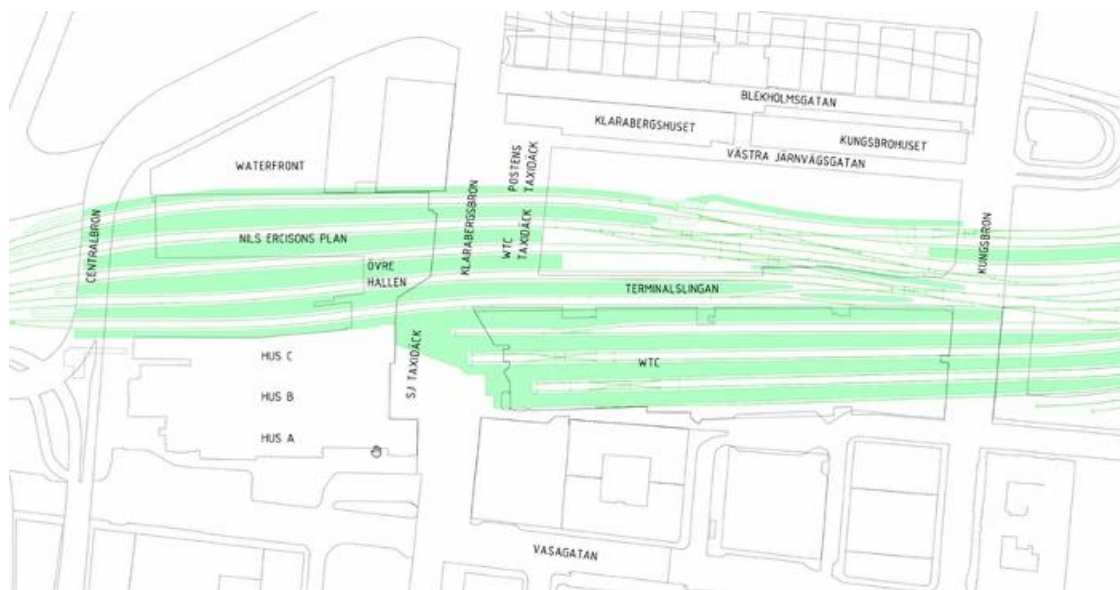 BLEKHOLMSGATAN
KLARABERGSHUSET
KUNGSBROHUSET
VÄSTRA JÄRNVÄGSGATAN
WATERFRONT
POSTENS
TAXIDÄCK
CENTRALBRON
NILS ERCISONS PLAN
KLARABERGSBRON
WTC
TAXIDÄCK
KUNGSBRON
ÖVRE
HALLEN
TERMINALSLINGAN
HUS C
SJ TAXIDÄCK
WTC
HUS B
HUS A
VASAGATAN